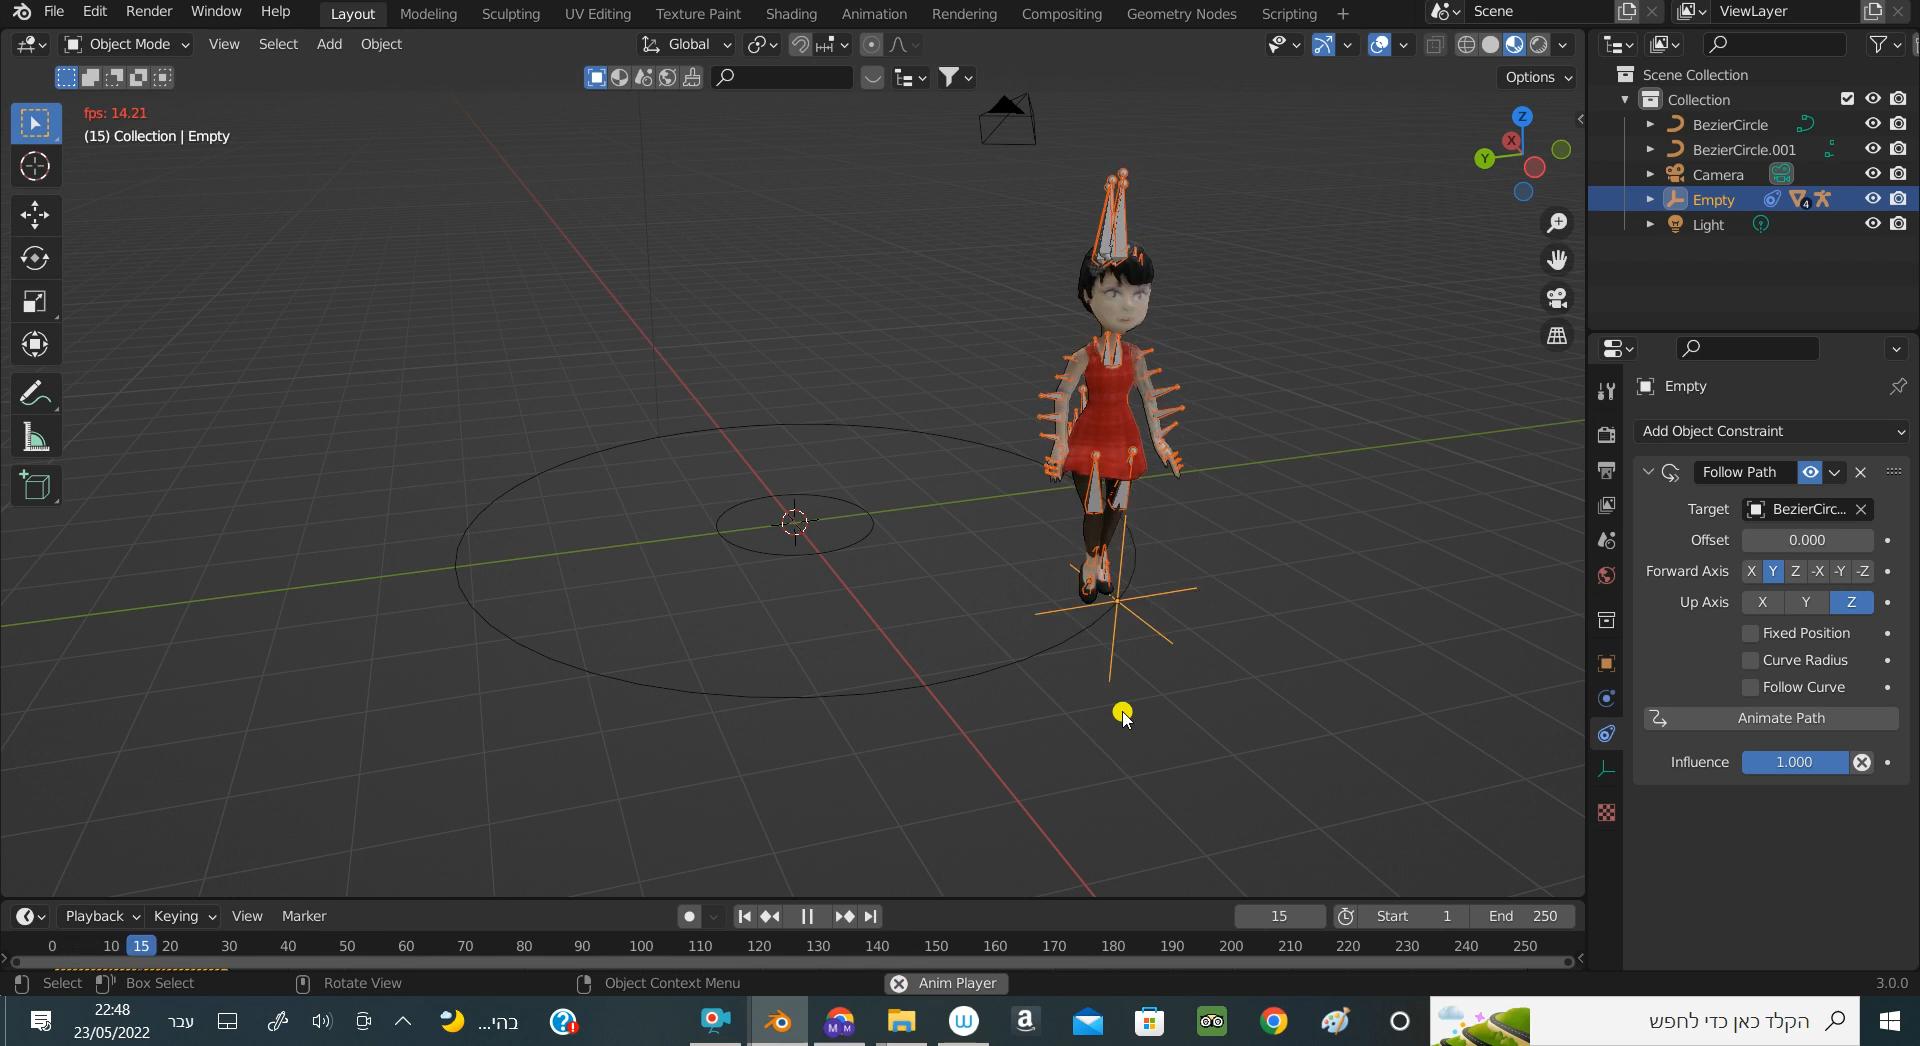 File Edit Render Window Help Layout Modeling Sculpting UV Editing Texture Paint Shading Animation Rendering Compositing Geometry Nodes Scripting + Scene ViewLayer
Object Mode View Select Add Object Global
Options
fps: 14.21
(15) Collection | Empty
Z
X
Y
Scene Collection
Collection
BezierCircle
BezierCircle.001
Camera
Empty 4
Light
Empty
Add Object Constraint
Follow Path
Target BezierCirc...
Offset 0.000
Forward Axis X Y Z -X -Y -Z
Up Axis X Y Z
Fixed Position
Curve Radius
Follow Curve
Animate Path
Influence 1.000
Playback Keying View Marker 15 Start 1 End 250
0 10 15 20 30 40 50 60 70 80 90 100 110 120 130 140 150 160 170 180 190 200 210 220 230 240 250
Select Box Select Rotate View Object Context Menu Anim Player 3.0.0
22:48
23/05/2022
עבר
בהי...
M M
W
a
הקלד כאן כדי לחפש